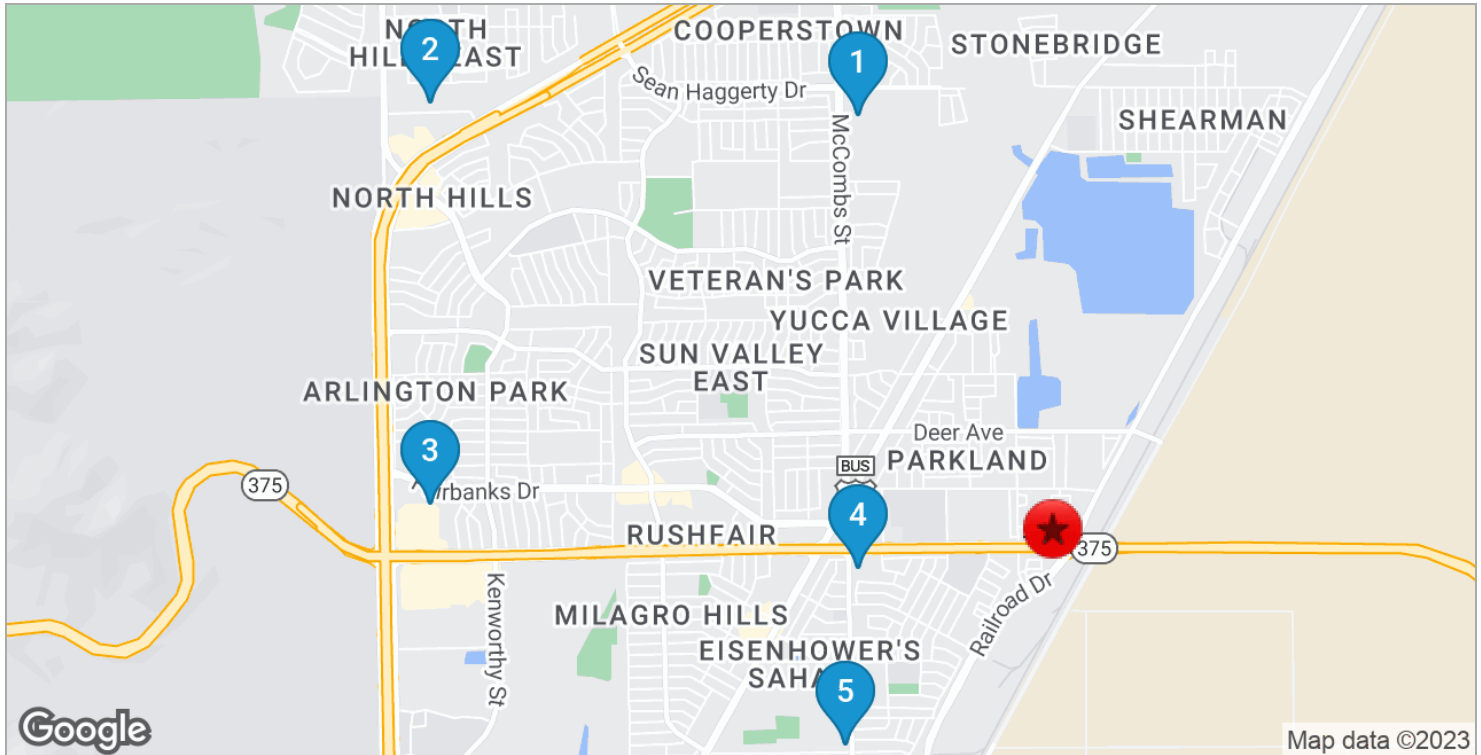 NORTH
HILLS EAST
2
COOPERSTOWN
1
STONEBRIDGE
Sean Haggerty Dr
SHEARMAN
McCombs St
NORTH HILLS
VETERAN'S PARK
YUCCA VILLAGE
SUN VALLEY
EAST
ARLINGTON PARK
3
Deer Ave
BUS
PARKLAND
375
Fairbanks Dr
4
RUSHFAIR
375
Kenworthy St
MILAGRO HILLS
Railroad Dr
EISENHOWER'S
5
Google
Map data ©2023